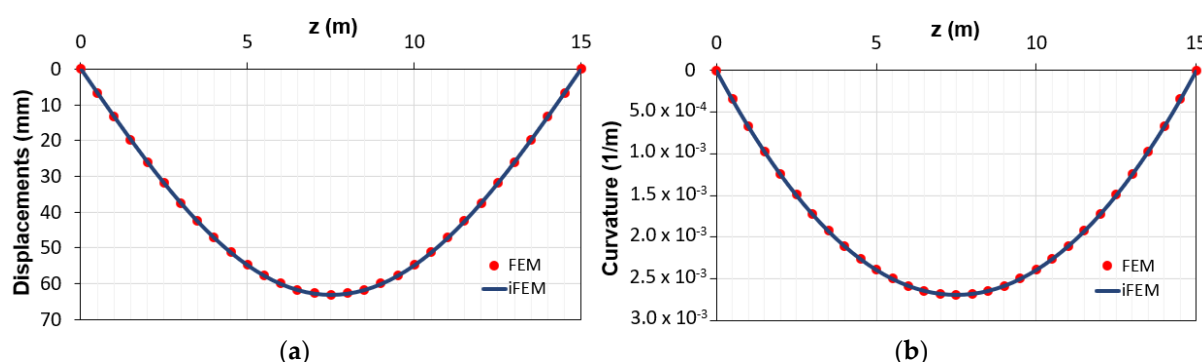 z (m)
0 5 10 15
Displacements (mm)
0
10
20
30
40
50
60
70
FEM
iFEM
(a)
z (m)
0 5 10 15
Curvature (1/m)
0
5.0 x 10⁻⁴
1.0 x 10⁻³
1.5 x 10⁻³
2.0 x 10⁻³
2.5 x 10⁻³
3.0 x 10⁻³
FEM
iFEM
(b)